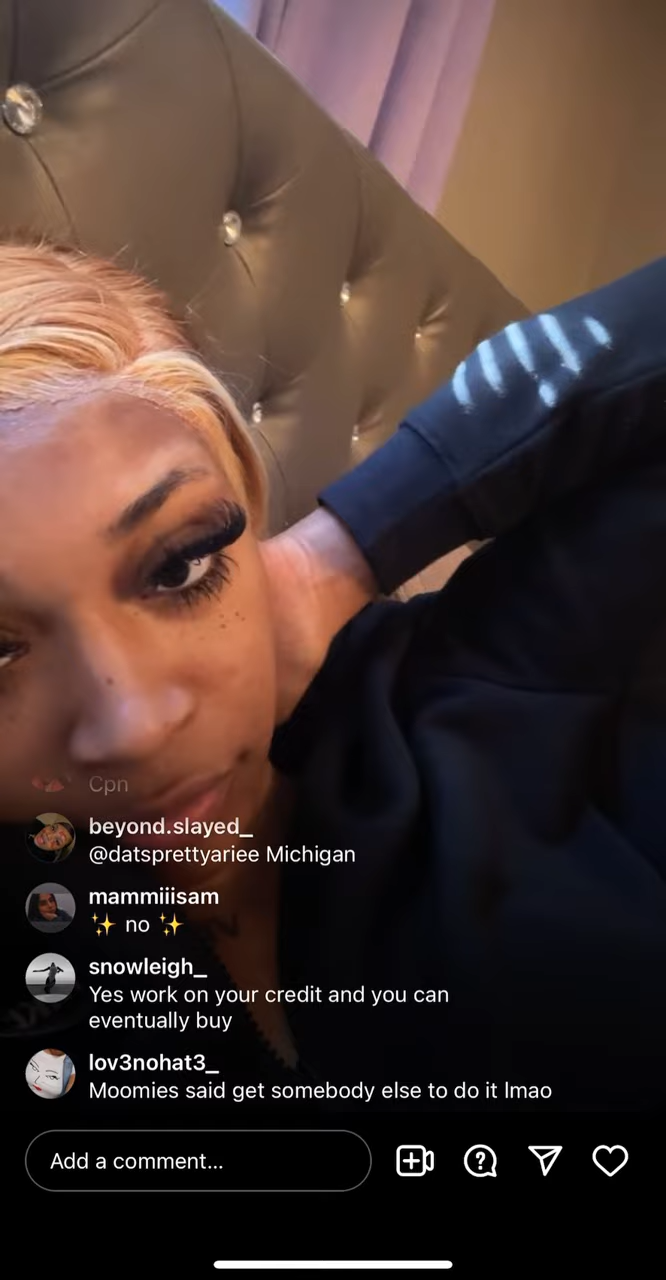 Cpn
beyond.slayed_
@datsprettyariee Michigan
mammiiisam
✨ no ✨
snowleigh_
Yes work on your credit and you can
eventually buy
lov3nohat3_
Moomies said get somebody else to do it lmao
Add a comment...